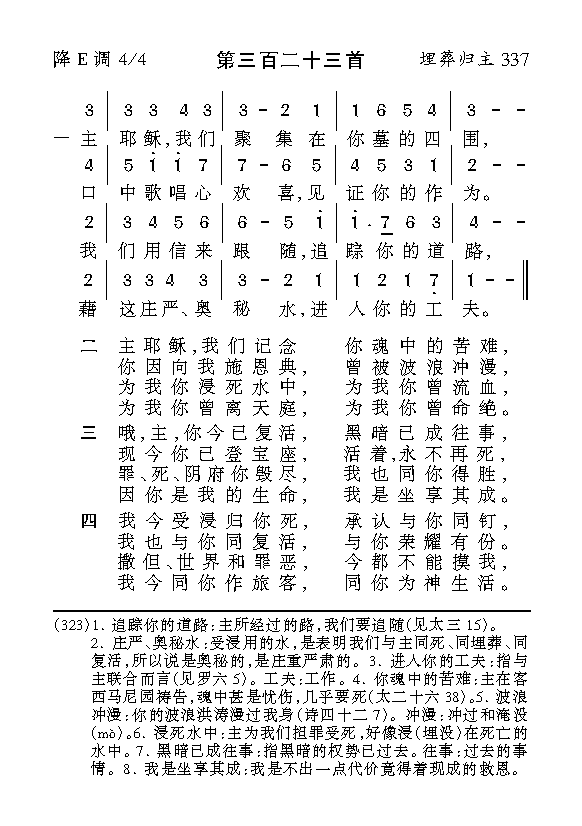 降 E 调 4/4 第三百二十三首 埋葬归主 337
3 | 3 3 4 3 | 3 - 2 1 | 1 6 5 4 | 3 - -
一 主 耶稣,我们 聚 集在 你墓的四 围,
4 | 5 i̇ i̇ 7 | 7 - 6 5 | 4 5 3 1 | 2 - -
口 中歌唱心 欢 喜,见 证你的作 为。
2 | 3 4 5 6 | 6 - 5 i̇ | i̇ · 7 6 3 | 4 - -
我 们用信来 跟 随,追 踪你的道 路,
2 | 3 3 4 3 | 3 - 2 1 | 1 2 1 7̣ | 1 - - ‖
藉 这庄严、奥 秘 水,进 人你的工 夫。
二 主耶稣,我们记念 你魂中的苦难,
你因向我施恩典, 曾被波浪冲漫,
为我你浸死水中, 为我你曾流血,
为我你曾离天庭, 为我你曾命绝。
三 哦,主,你今已复活, 黑暗已成往事,
现今你已登宝座, 活着,永不再死,
罪、死、阴府你毁尽, 我也同你得胜,
因你是我的生命, 我是坐享其成。
四 我今受浸归你死, 承认与你同钉,
我也与你同复活, 与你荣耀有份。
撒但、世界和罪恶, 今都不能摸我,
我今同你作旅客, 同你为神生活。
(323)1. 追踪你的道路:主所经过的路,我们要追随(见太三 15)。
2. 庄严、奥秘水:受浸用的水,是表明我们与主同死、同埋葬、同
复活,所以说是奥秘的,是庄重严肃的。3. 进人你的工夫:指与
主联合而言(见罗六 5)。工夫:工作。4. 你魂中的苦难:主在客
西马尼园祷告,魂中甚是忧伤,几乎要死(太二十六 38)。5. 波浪
冲漫:你的波浪洪涛漫过我身(诗四十二 7)。冲漫:冲过和淹没
(mò)。6. 浸死水中:主为我们担罪受死,好像浸(埋没)在死亡的
水中。7. 黑暗已成往事:指黑暗的权势已过去。往事:过去的事
情。8. 我是坐享其成:我是不出一点代价竟得着现成的救恩。